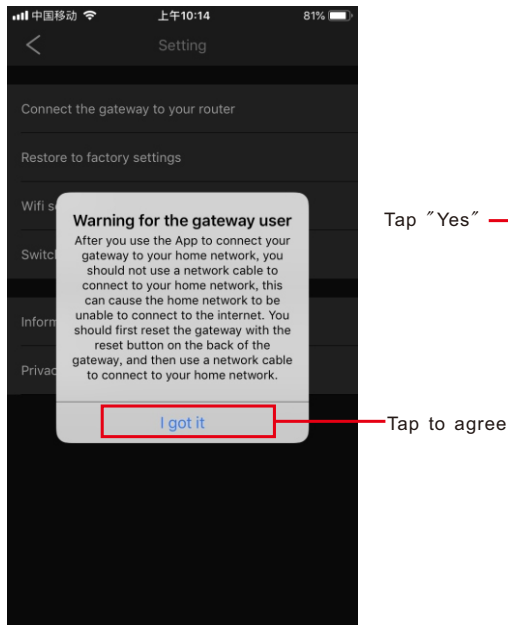 中国移动 上午10:14 81%
Setting
Connect the gateway to your router
Restore to factory settings
Wifi s
Switc
Inform
Privac
Warning for the gateway user
After you use the App to connect your
gateway to your home network, you
should not use a network cable to
connect to your home network, this
can cause the home network to be
unable to connect to the internet. You
should first reset the gateway with the
reset button on the back of the
gateway, and then use a network cable
to connect to your home network.
I got it
Tap ″Yes″
Tap to agree